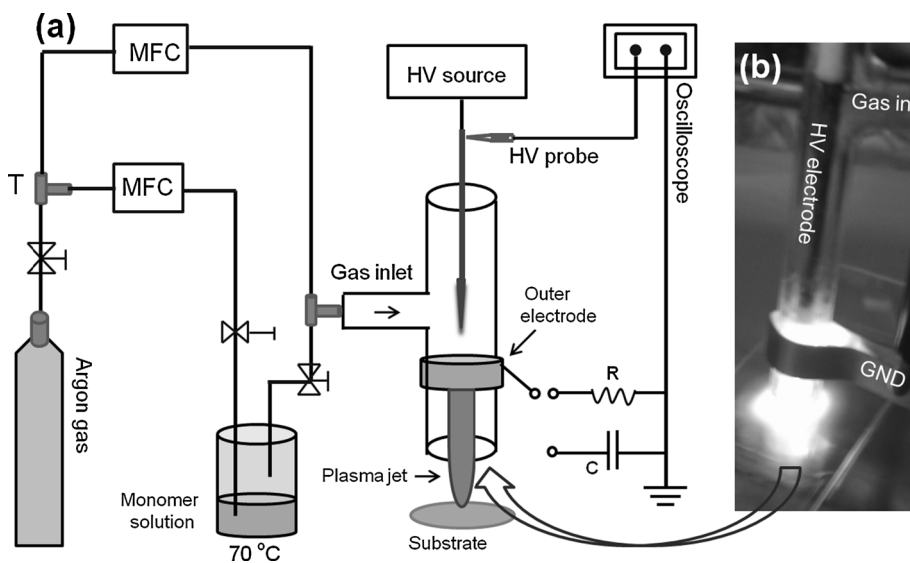 (a)
MFC
HV source
Oscilloscope
HV probe
T
MFC
Gas inlet
Outer
electrode
Argon gas
R
C
Plasma jet
Monomer
solution
70 °C
Substrate
(b)
Gas in
HV electrode
GND